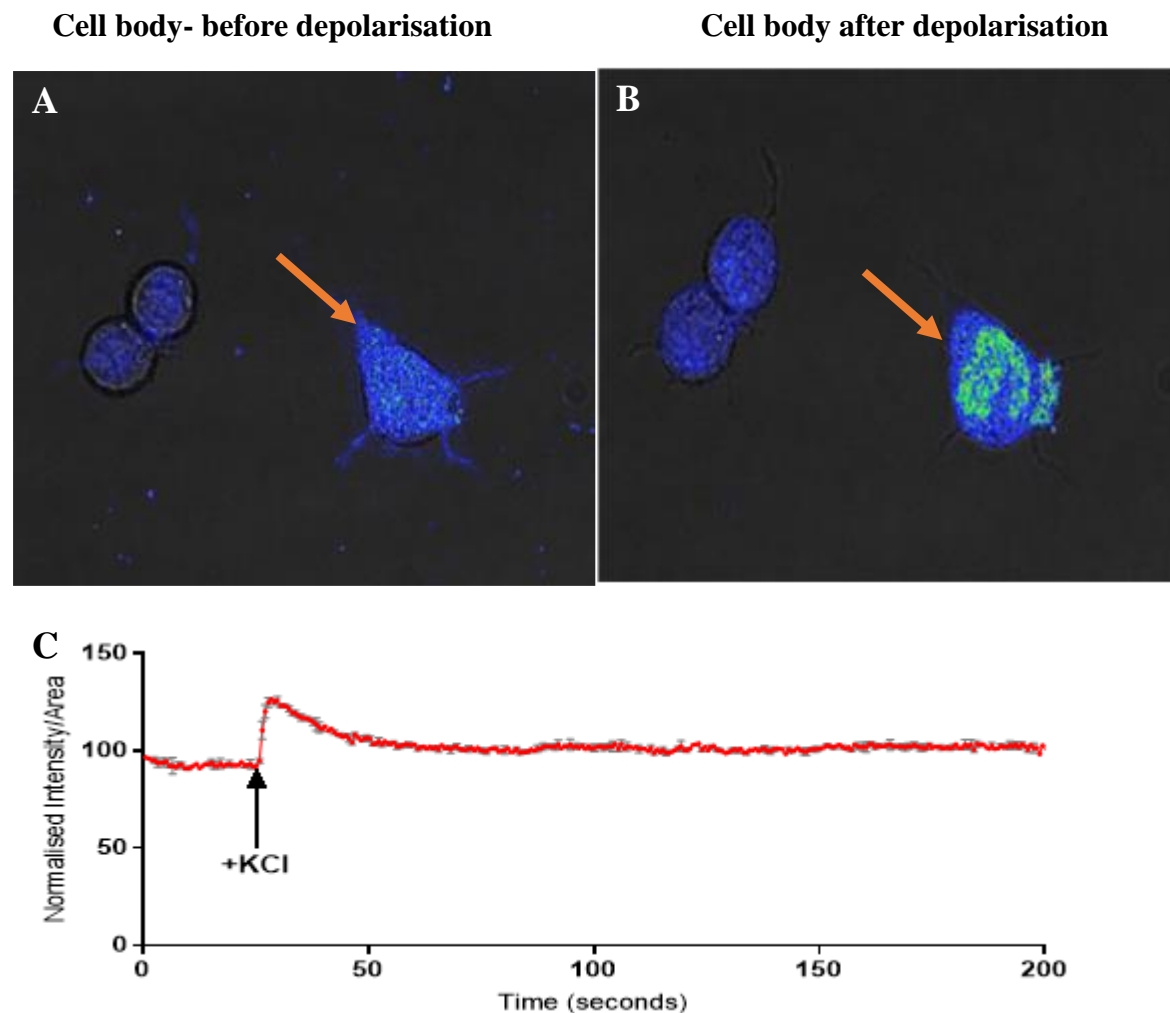 Cell body- before depolarisation
Cell body after depolarisation
A
B
C
Normalised Intensity/Area
150
100
50
0
+KCl
0
50
100
150
200
Time (seconds)